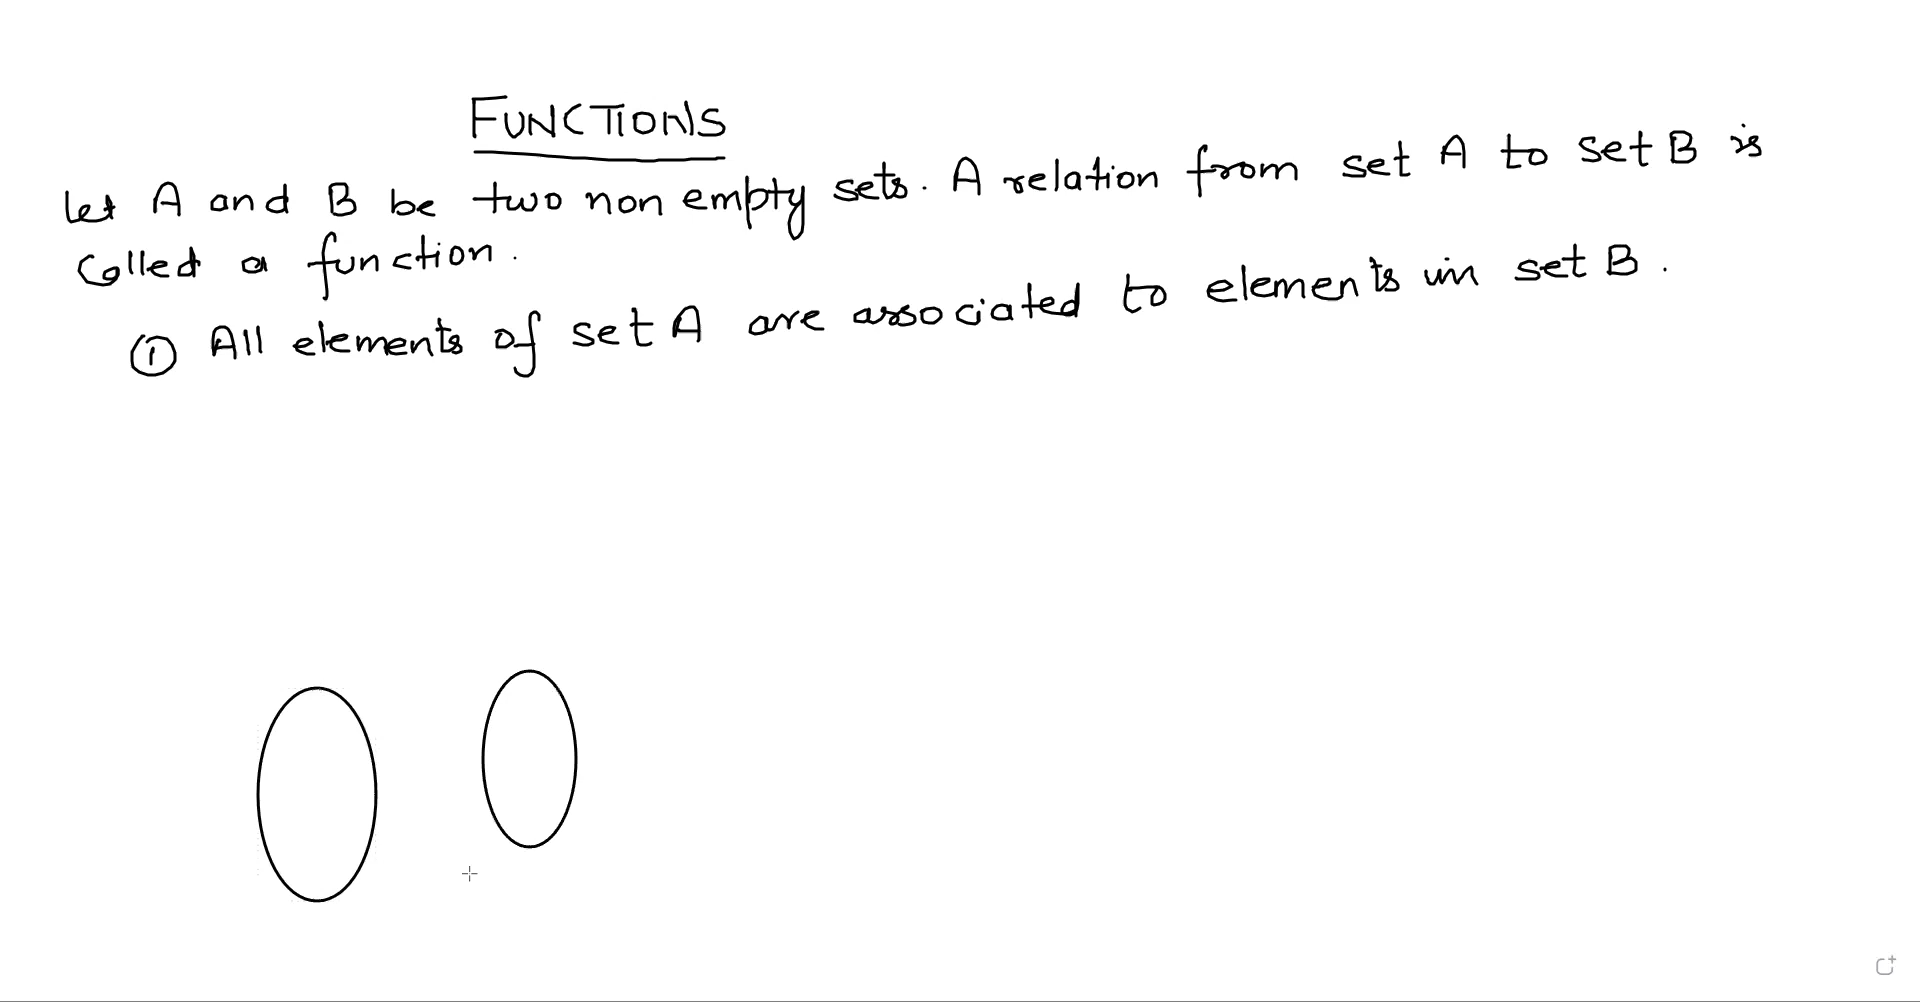 FUNCTIONS
Let A and B be two non empty sets. A relation from set A to set B is
called a function.
① All elements of set A are associated to elements in set B.